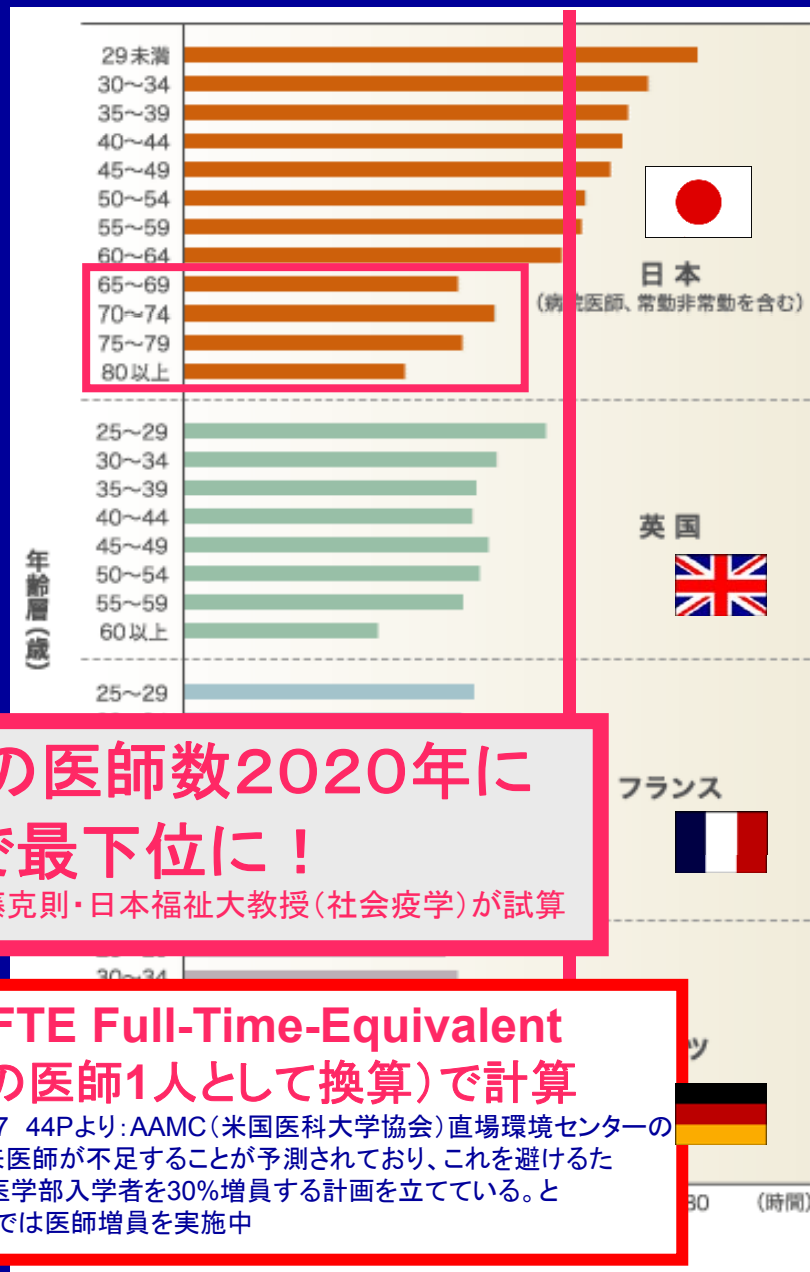 29未満
30〜34
35〜39
40〜44
45〜49
50〜54
55〜59
60〜64
65〜69
70〜74
75〜79
80以上
日本
（病院医師、常勤非常勤を含む）
25〜29
30〜34
35〜39
40〜44
45〜49
50〜54
55〜59
60以上
英国
年齢層（歳）
25〜29
フランス
の医師数2020年に
で最下位に！
克則・日本福祉大教授（社会疫学）が試算
30〜34
ツ
FTE Full-Time-Equivalent
の医師1人として換算）で計算
7 44Pより：AAMC（米国医科大学協会）直場環境センターの
医師が不足することが予測されており、これを避けるた
医学部入学者を30%増員する計画を立てている。と
では医師増員を実施中
80
（時間）